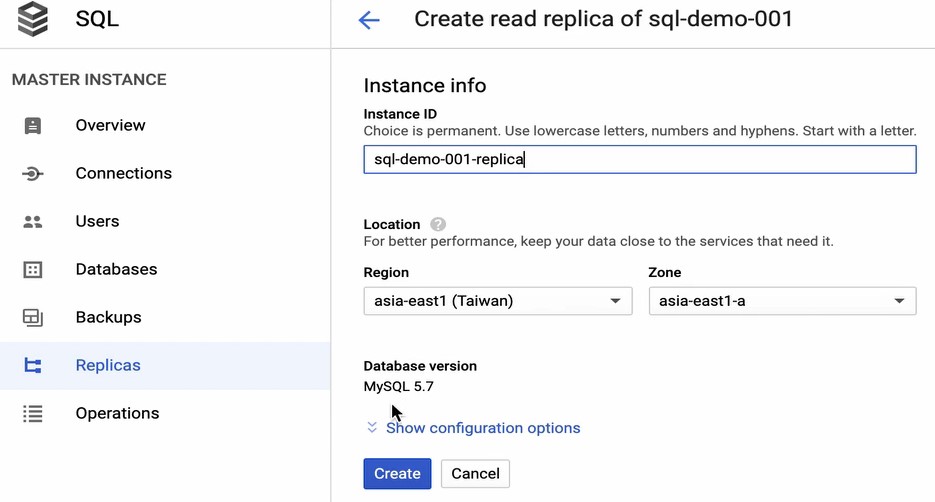 SQL
Create read replica of sql-demo-001
MASTER INSTANCE
Overview
Connections
Users
Databases
Backups
Replicas
Operations
Instance info
Instance ID
Choice is permanent. Use lowercase letters, numbers and hyphens. Start with a letter.
sql-demo-001-replica
Location ?
For better performance, keep your data close to the services that need it.
Region Zone
asia-east1 (Taiwan) asia-east1-a
Database version
MySQL 5.7
Show configuration options
Create Cancel